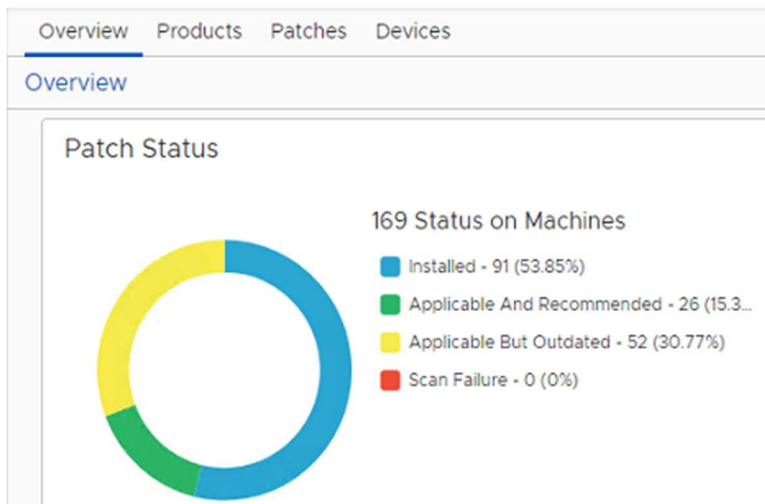 Overview Products Patches Devices
Overview
Patch Status
169 Status on Machines
Installed - 91 (53.85%)
Applicable And Recommended - 26 (15.3...
Applicable But Outdated - 52 (30.77%)
Scan Failure - 0 (0%)